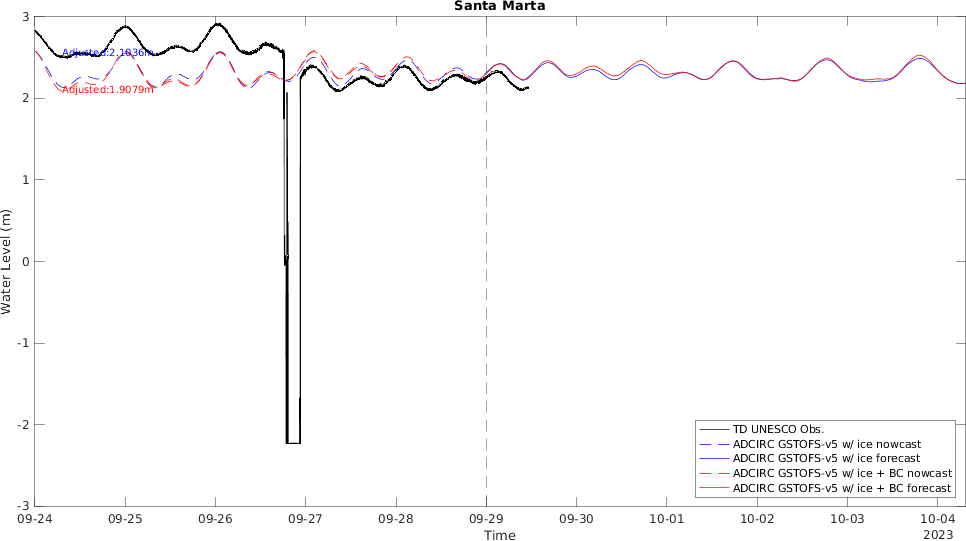 Santa Marta
3
2
1
0
-1
-2
-3
Water Level (m)
Adjusted:2.1036m
Adjusted:1.9079m
TD UNESCO Obs.
ADCIRC GSTOFS-v5 w/ ice nowcast
ADCIRC GSTOFS-v5 w/ ice forecast
ADCIRC GSTOFS-v5 w/ ice + BC nowcast
ADCIRC GSTOFS-v5 w/ ice + BC forecast
09-24 09-25 09-26 09-27 09-28 09-29 09-30 10-01 10-02 10-03 10-04
Time
2023